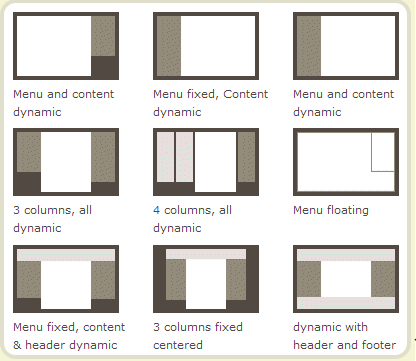 Menu and content
dynamic
Menu fixed, Content
dynamic
Menu and content
dynamic
3 columns, all
dynamic
4 columns, all
dynamic
Menu floating
Menu fixed, content
& header dynamic
3 columns fixed
centered
dynamic with
header and footer